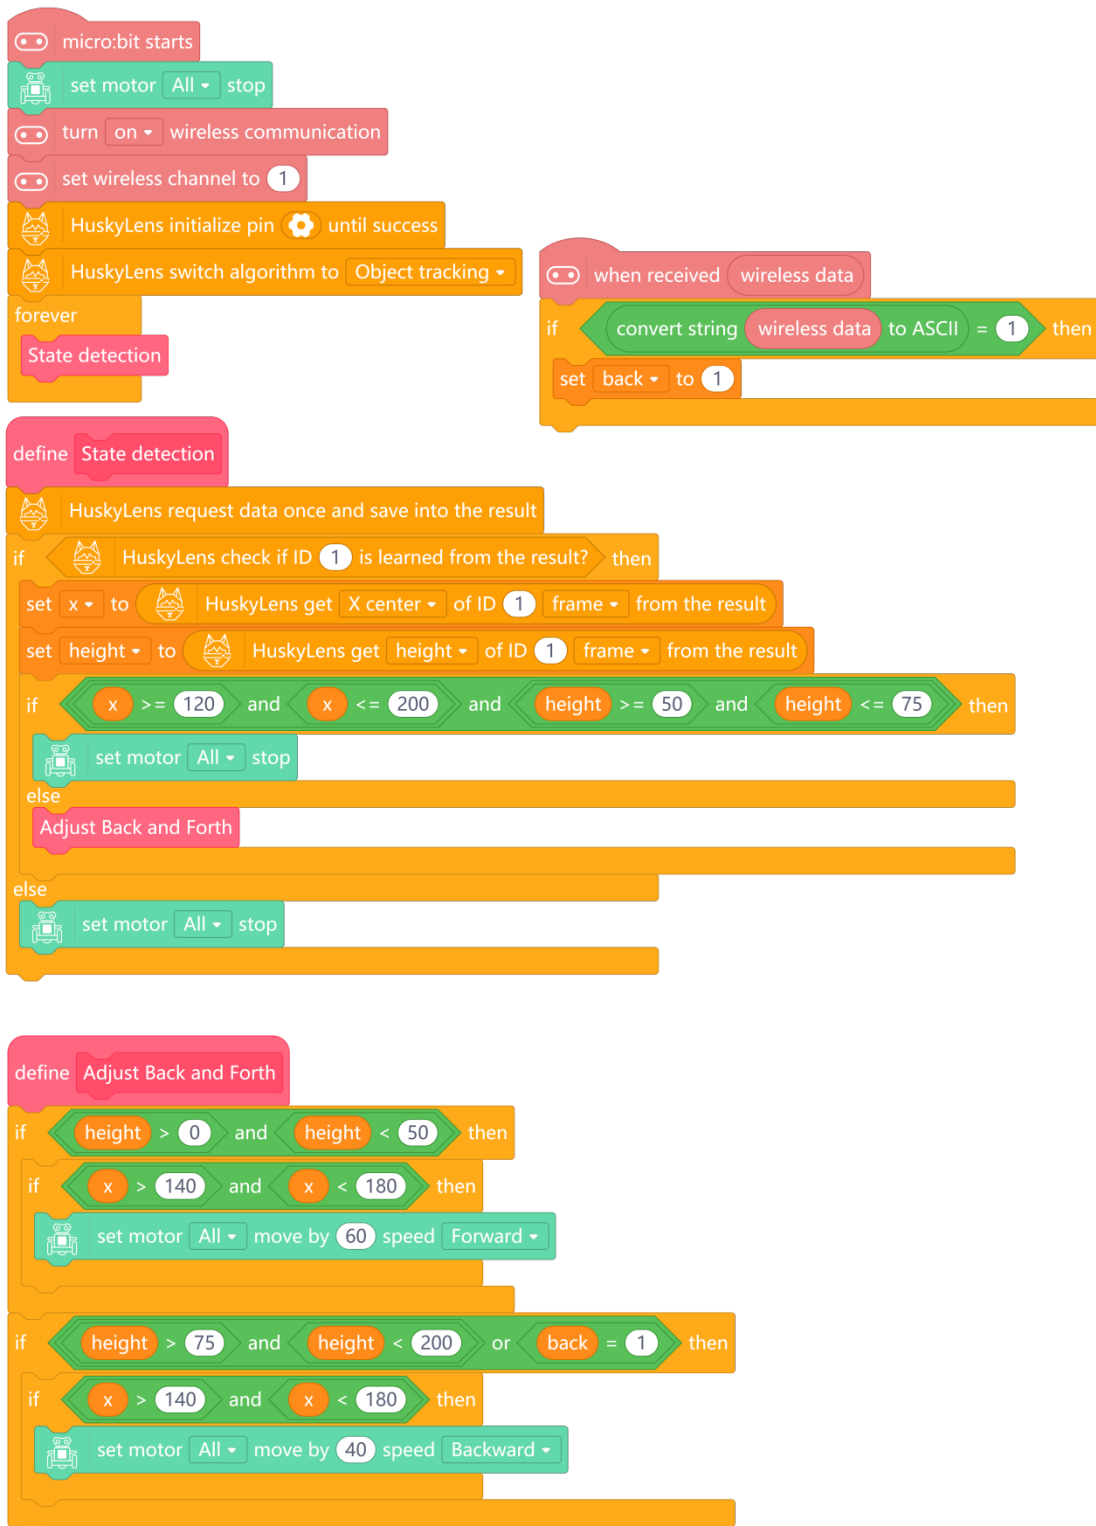 micro:bit starts
set motor All stop
turn on wireless communication
set wireless channel to 1
HuskyLens initialize pin until success
HuskyLens switch algorithm to Object tracking
forever
State detection
when received wireless data
if convert string wireless data to ASCII = 1 then
set back to 1
define State detection
HuskyLens request data once and save into the result
if HuskyLens check if ID 1 is learned from the result? then
set x to HuskyLens get X center of ID 1 frame from the result
set height to HuskyLens get height of ID 1 frame from the result
if x >= 120 and x <= 200 and height >= 50 and height <= 75 then
set motor All stop
else
Adjust Back and Forth
else
set motor All stop
define Adjust Back and Forth
if height > 0 and height < 50 then
if x > 140 and x < 180 then
set motor All move by 60 speed Forward
if height > 75 and height < 200 or back = 1 then
if x > 140 and x < 180 then
set motor All move by 40 speed Backward